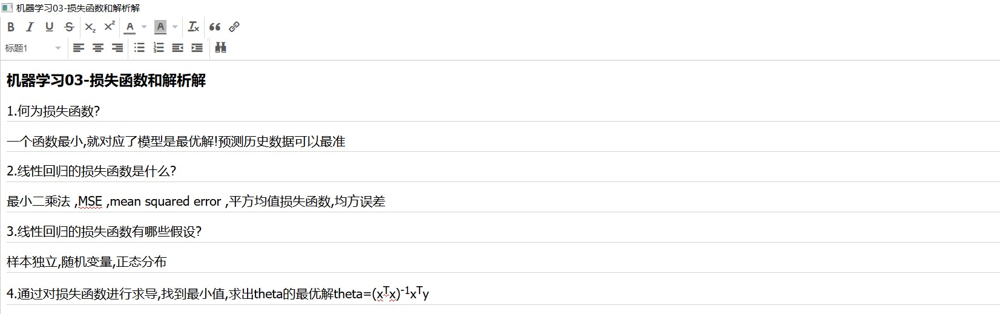 机器学习03-损失函数和解析解
B I U S X₂ X² A A Tx
标题1
机器学习03-损失函数和解析解
1.何为损失函数?
一个函数最小,就对应了模型是最优解!预测历史数据可以最准
2.线性回归的损失函数是什么?
最小二乘法 ,MSE ,mean squared error ,平方均值损失函数,均方误差
3.线性回归的损失函数有哪些假设?
样本独立,随机变量,正态分布
4.通过对损失函数进行求导,找到最小值,求出theta的最优解theta=(xᵀx)⁻¹xᵀy